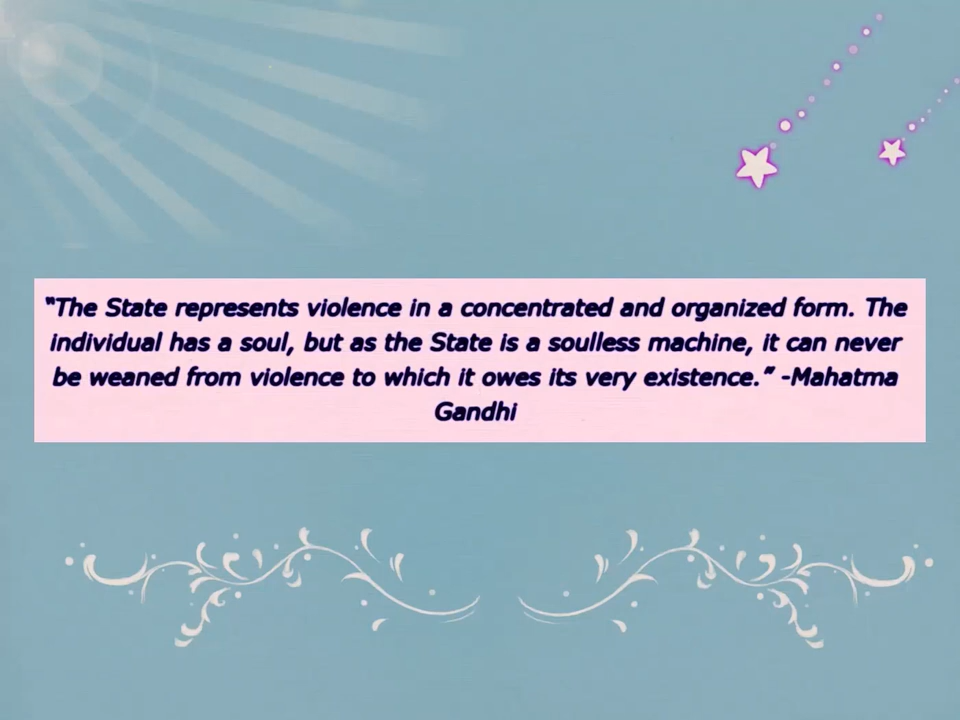 "The State represents violence in a concentrated and organized form. The
individual has a soul, but as the State is a soulless machine, it can never
be weaned from violence to which it owes its very existence.” -Mahatma
Gandhi